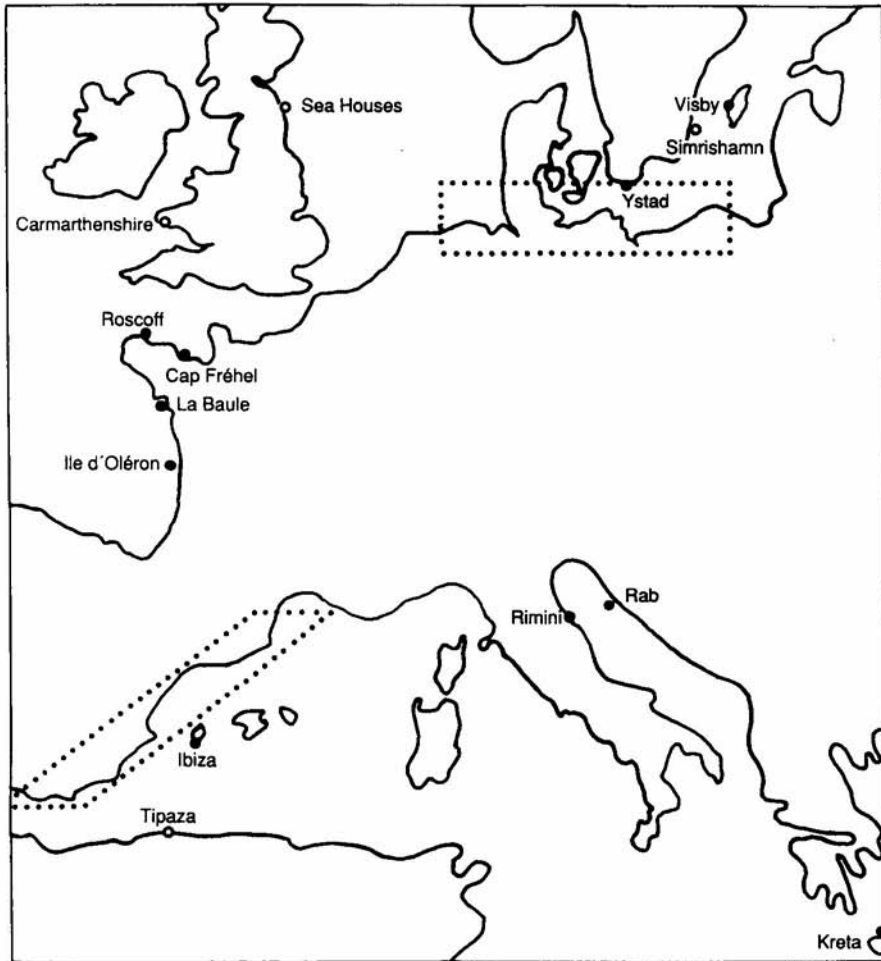 Sea Houses
Visby
Simrishamn
Ystad
Carmarthenshire
Roscoff
Cap Fréhel
La Baule
Ile d´Oléron
Rab
Rimini
Ibiza
Tipaza
Kreta